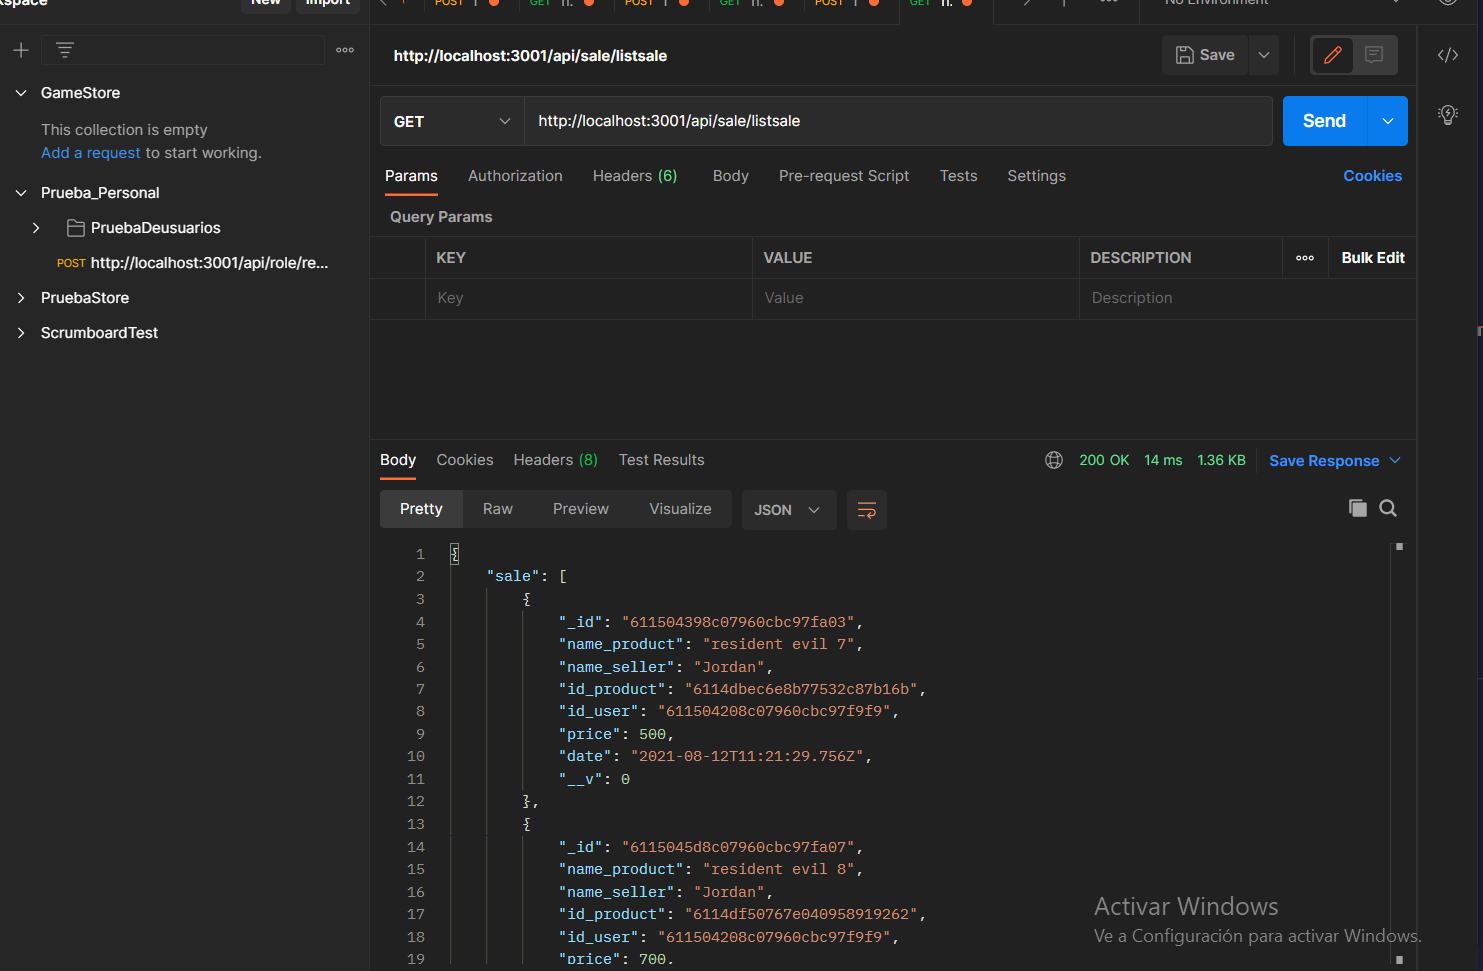 kspace New Import
POST GET POST GET POST GET No Environment
http://localhost:3001/api/sale/listsale Save
GameStore
This collection is empty
Add a request to start working.
Prueba_Personal
PruebaDeusuarios
POST http://localhost:3001/api/role/re...
PruebaStore
ScrumboardTest
GET http://localhost:3001/api/sale/listsale Send
Params Authorization Headers (6) Body Pre-request Script Tests Settings Cookies
Query Params
KEY VALUE DESCRIPTION Bulk Edit
Key Value Description
Body Cookies Headers (8) Test Results 200 OK 14 ms 1.36 KB Save Response
Pretty Raw Preview Visualize JSON
1 {
2 "sale": [
3 {
4 "_id": "611504398c07960cbc97fa03",
5 "name_product": "resident evil 7",
6 "name_seller": "Jordan",
7 "id_product": "6114dbec6e8b77532c87b16b",
8 "id_user": "611504208c07960cbc97f9f9",
9 "price": 500,
10 "date": "2021-08-12T11:21:29.756Z",
11 "__v": 0
12 },
13 {
14 "_id": "6115045d8c07960cbc97fa07",
15 "name_product": "resident evil 8",
16 "name_seller": "Jordan",
17 "id_product": "6114df50767e040958919262",
18 "id_user": "611504208c07960cbc97f9f9",
19 "price": 700,
Activar Windows
Ve a Configuración para activar Windows.